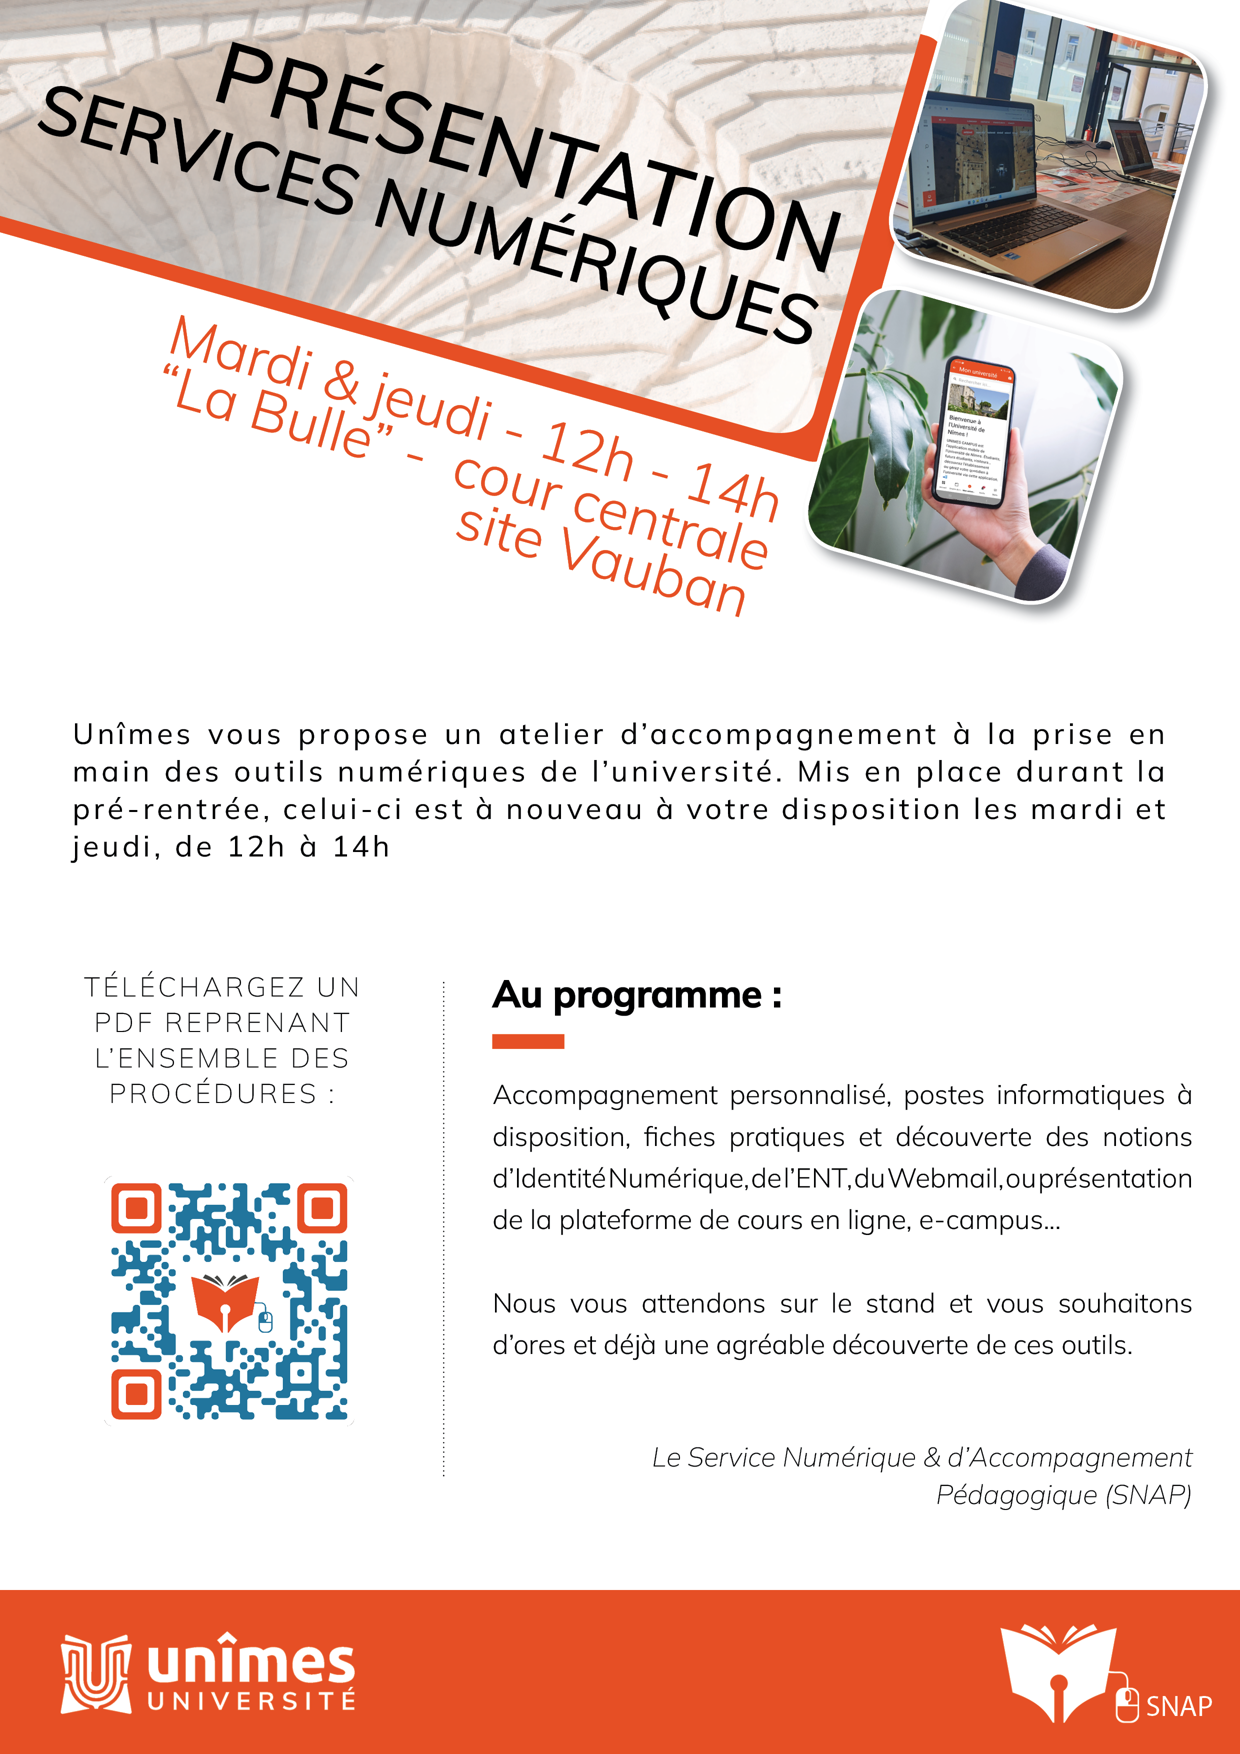 PRÉSENTATION
SERVICES NUMÉRIQUES
Mardi & jeudi - 12h - 14h
“La Bulle” - cour centrale
site Vauban
Mon université
Bienvenue à
l'Université de
Nîmes !
Unîmes vous propose un atelier d’accompagnement à la prise en
main des outils numériques de l’université. Mis en place durant la
pré-rentrée, celui-ci est à nouveau à votre disposition les mardi et
jeudi, de 12h à 14h
TÉLÉCHARGEZ UN
PDF REPRENANT
L’ENSEMBLE DES
PROCÉDURES :
Au programme :
Accompagnement personnalisé, postes informatiques à
disposition, fiches pratiques et découverte des notions
d’Identité Numérique, de l’ENT, du Webmail, ou présentation
de la plateforme de cours en ligne, e-campus...
Nous vous attendons sur le stand et vous souhaitons
d’ores et déjà une agréable découverte de ces outils.
Le Service Numérique & d’Accompagnement
Pédagogique (SNAP)
unîmes
UNIVERSITÉ
SNAP